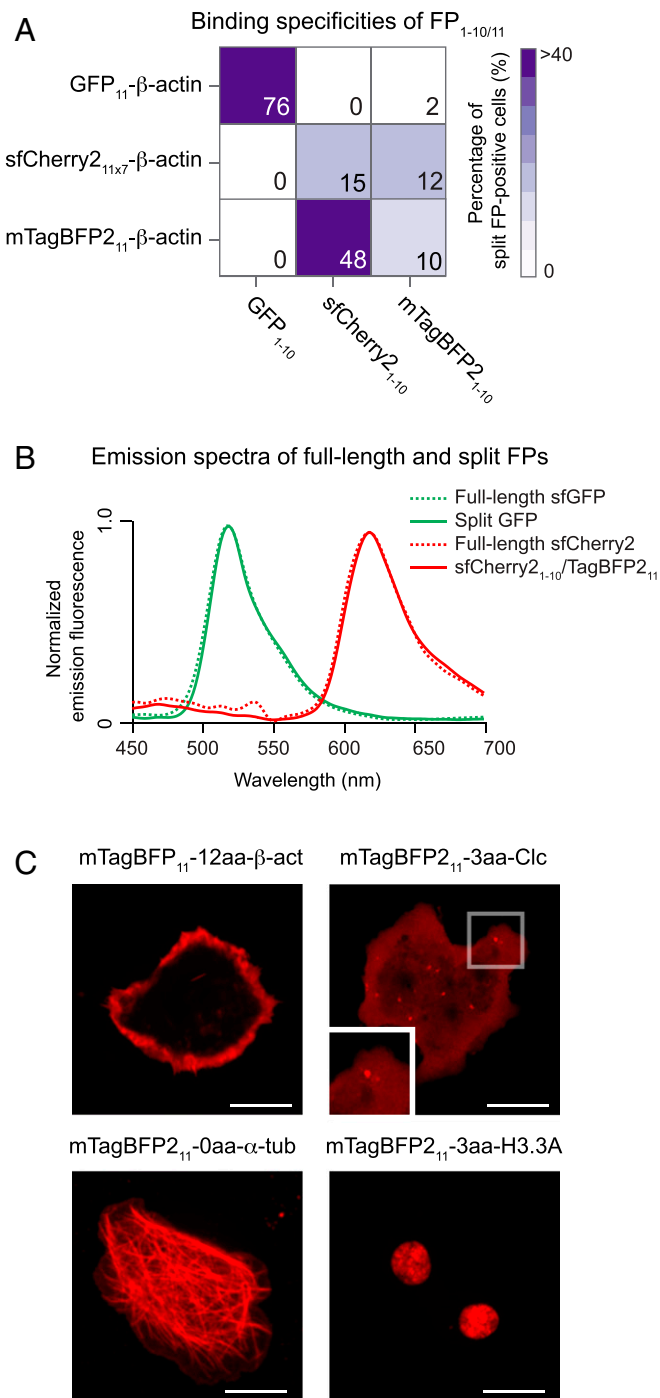 A
Binding specificities of FP1-10/11
GFP11-β-actin
sfCherry211x7-β-actin
mTagBFP211-β-actin
76 0 2
0 15 12
0 48 10
GFP1-10
sfCherry21-10
mTagBFP21-10
Percentage of
split FP-positive cells (%)
>40
0
B
Emission spectra of full-length and split FPs
Full-length sfGFP
Split GFP
Full-length sfCherry2
sfCherry21-10/TagBFP211
Normalized
emission fluorescence
1.0
0
450 500 550 600 650 700
Wavelength (nm)
C
mTagBFP11-12aa-β-act
mTagBFP211-3aa-Clc
mTagBFP211-0aa-α-tub
mTagBFP211-3aa-H3.3A